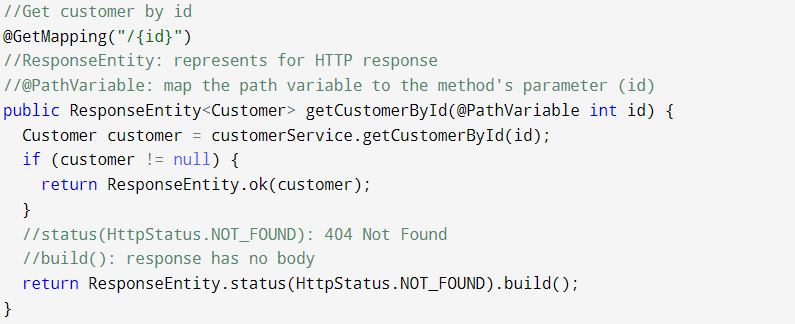 //Get customer by id
@GetMapping("/{id}")
//ResponseEntity: represents for HTTP response
//@PathVariable: map the path variable to the method's parameter (id)
public ResponseEntity<Customer> getCustomerById(@PathVariable int id) {
  Customer customer = customerService.getCustomerById(id);
  if (customer != null) {
    return ResponseEntity.ok(customer);
  }
  //status(HttpStatus.NOT_FOUND): 404 Not Found
  //build(): response has no body
  return ResponseEntity.status(HttpStatus.NOT_FOUND).build();
}